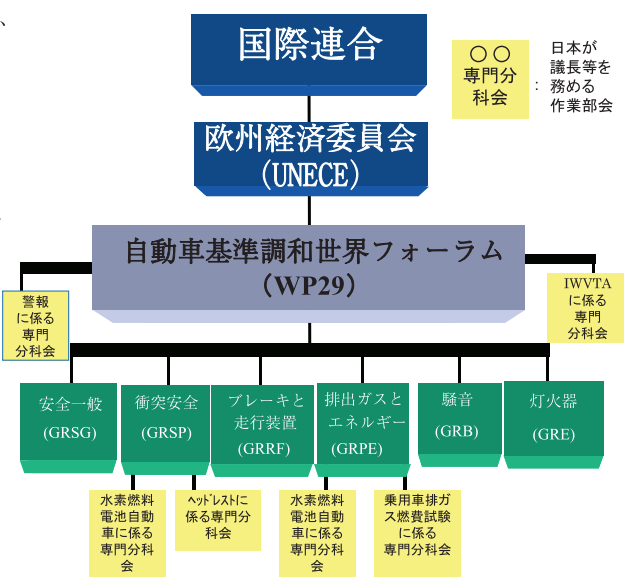 国際連合
○ ○
専門分
科会
:
日本が
議長等を
務める
作業部会
欧州経済委員会
(UNECE)
自動車基準調和世界フォーラム
(WP29)
警報
に係る
専門
分科会
IWVTA
に係る
専門
分科会
安全一般
(GRSG)
衝突安全
(GRSP)
ブレーキと
走行装置
(GRRF)
排出ガスと
エネルギー
(GRPE)
騒音
(GRB)
灯火器
(GRE)
水素燃料
電池自動
車に係る
専門分科
会
ﾍｯﾄﾞﾚｽﾄに
係る専門分
科会
水素燃料
電池自動
車に係る
専門分科
会
乗用車排ガ
ス燃費試験
に係る
専門分科会